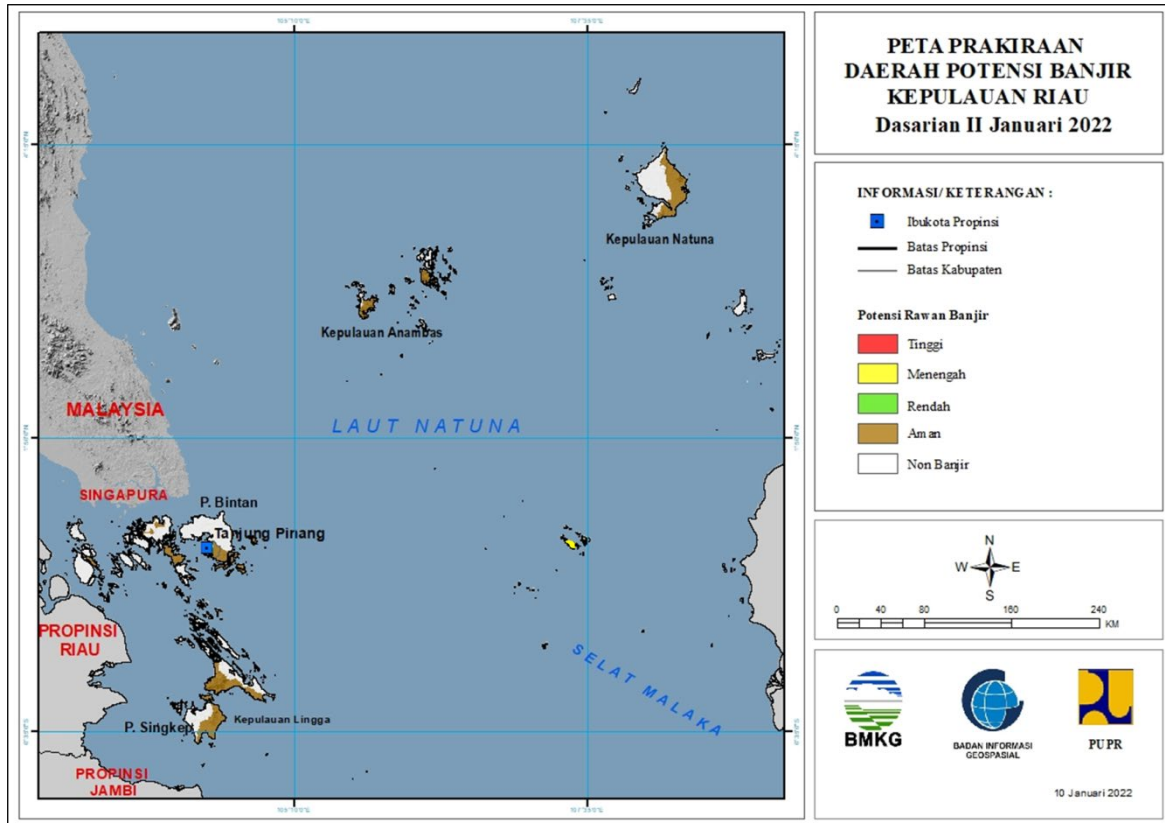 PETA PRAKIRAAN
DAERAH POTENSI BANJIR
KEPULAUAN RIAU
Dasarian II Januari 2022
INFORMASI/ KETERANGAN :
Ibukota Propinsi
Batas Propinsi
Batas Kabupaten
Potensi Rawan Banjir
Tinggi
Menengah
Rendah
Aman
Non Banjir
N
W E
S
0 40 80 160 240
KM
BMKG
BADAN INFORMASI
GEOSPASIAL
PUPR
10 Januari 2022
Kepulauan Natuna
Kepulauan Anambas
MALAYSIA
LAUT NATUNA
SINGAPURA
P. Bintan
Tanjung Pinang
PROPINSI
RIAU
SELAT MALAKA
P. Singkep
Kepulauan Lingga
PROPINSI
JAMBI